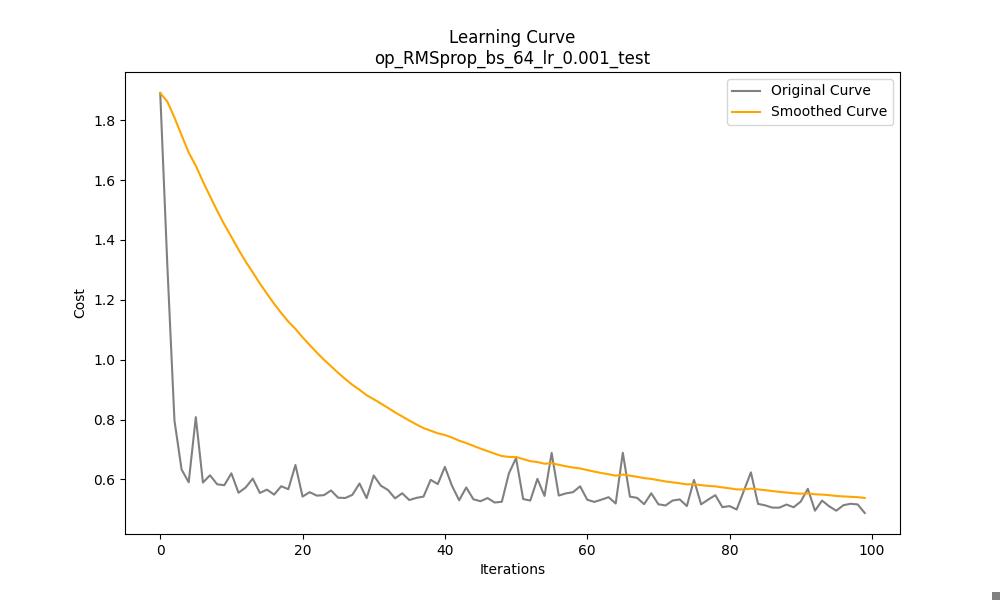 Learning Curve
op_RMSprop_bs_64_lr_0.001_test
Original Curve
Smoothed Curve
1.8
1.6
1.4
1.2
1.0
0.8
0.6
Cost
0 20 40 60 80 100
Iterations